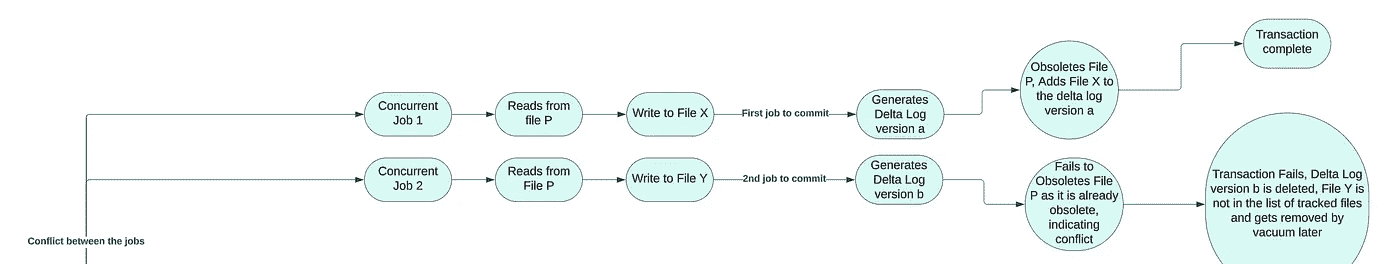 Transaction
complete
Obsoletes File
P, Adds File X to
the delta log
version a
Concurrent
Job 1
Reads from
file P
Write to File X
First job to commit
Generates
Delta Log
version a
Concurrent
Job 2
Reads from
File P
Write to File Y
2nd job to commit
Generates
Delta Log
version b
Fails to
Obsoletes File
P as it is already
obsolete,
indicating
conflict
Transaction Fails, Delta Log
version b is deleted, File Y is
not in the list of tracked files
and gets removed by
vacuum later
Conflict between the jobs